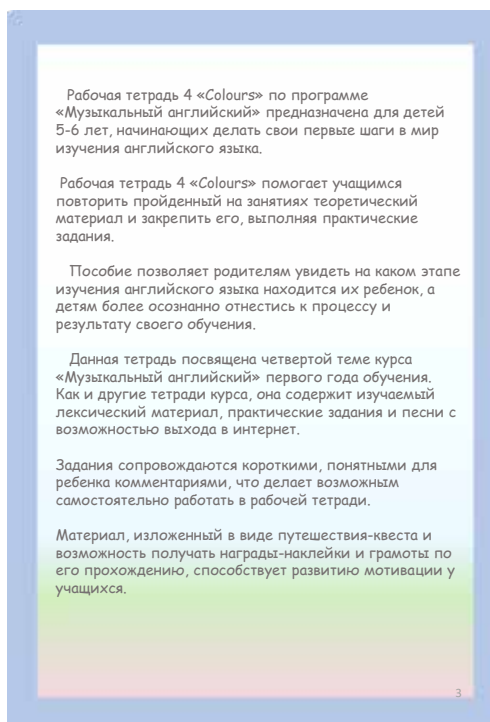 Рабочая тетрадь 4 «Colours» по программе
«Музыкальный английский» предназначена для детей
5-6 лет, начинающих делать свои первые шаги в мир
изучения английского языка.
Рабочая тетрадь 4 «Colours» помогает учащимся
повторить пройденный на занятиях теоретический
материал и закрепить его, выполняя практические
задания.
Пособие позволяет родителям увидеть на каком этапе
изучения английского языка находится их ребенок, а
детям более осознанно отнестись к процессу и
результату своего обучения.
Данная тетрадь посвящена четвертой теме курса
«Музыкальный английский» первого года обучения.
Как и другие тетради курса, она содержит изучаемый
лексический материал, практические задания и песни с
возможностью выхода в интернет.
Задания сопровождаются короткими, понятными для
ребенка комментариями, что делает возможным
самостоятельно работать в рабочей тетради.
Материал, изложенный в виде путешествия-квеста и
возможность получать награды-наклейки и грамоты по
его прохождению, способствует развитию мотивации у
учащихся.
3